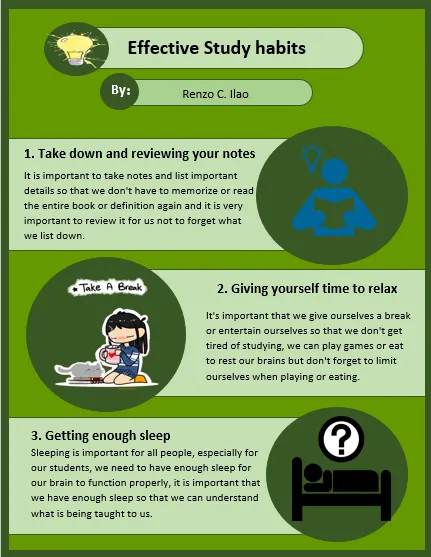 Effective Study habits
By:
Renzo C. Ilao
1. Take down and reviewing your notes
It is important to take notes and list important
details so that we don't have to memorize or read
the entire book or definition again and it is very
important to review it for us not to forget what
we list down.
Take A Break
2. Giving yourself time to relax
It's important that we give ourselves a break
or entertain ourselves so that we don't get
tired of studying, we can play games or eat
to rest our brains but don't forget to limit
ourselves when playing or eating.
3. Getting enough sleep
Sleeping is important for all people, especially for
our students, we need to have enough sleep for
our brain to function properly, it is important that
we have enough sleep so that we can understand
what is being taught to us.
?